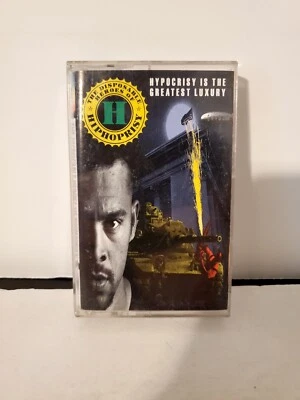 THE DISPOSABLE
HEROES OF
HIPHOPRISY
H
HYPOCRISY IS THE
GREATEST LUXURY